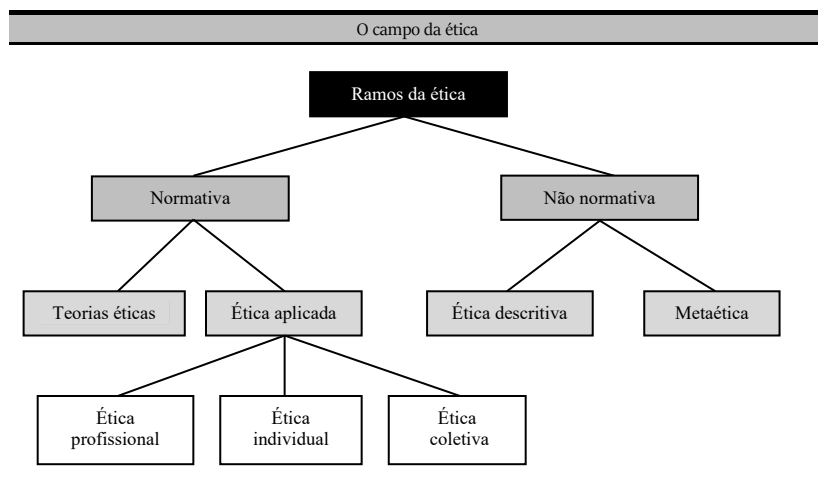 O campo da ética
Ramos da ética
Normativa
Não normativa
Teorias éticas
Ética aplicada
Ética descritiva
Metaética
Ética
profissional
Ética
individual
Ética
coletiva